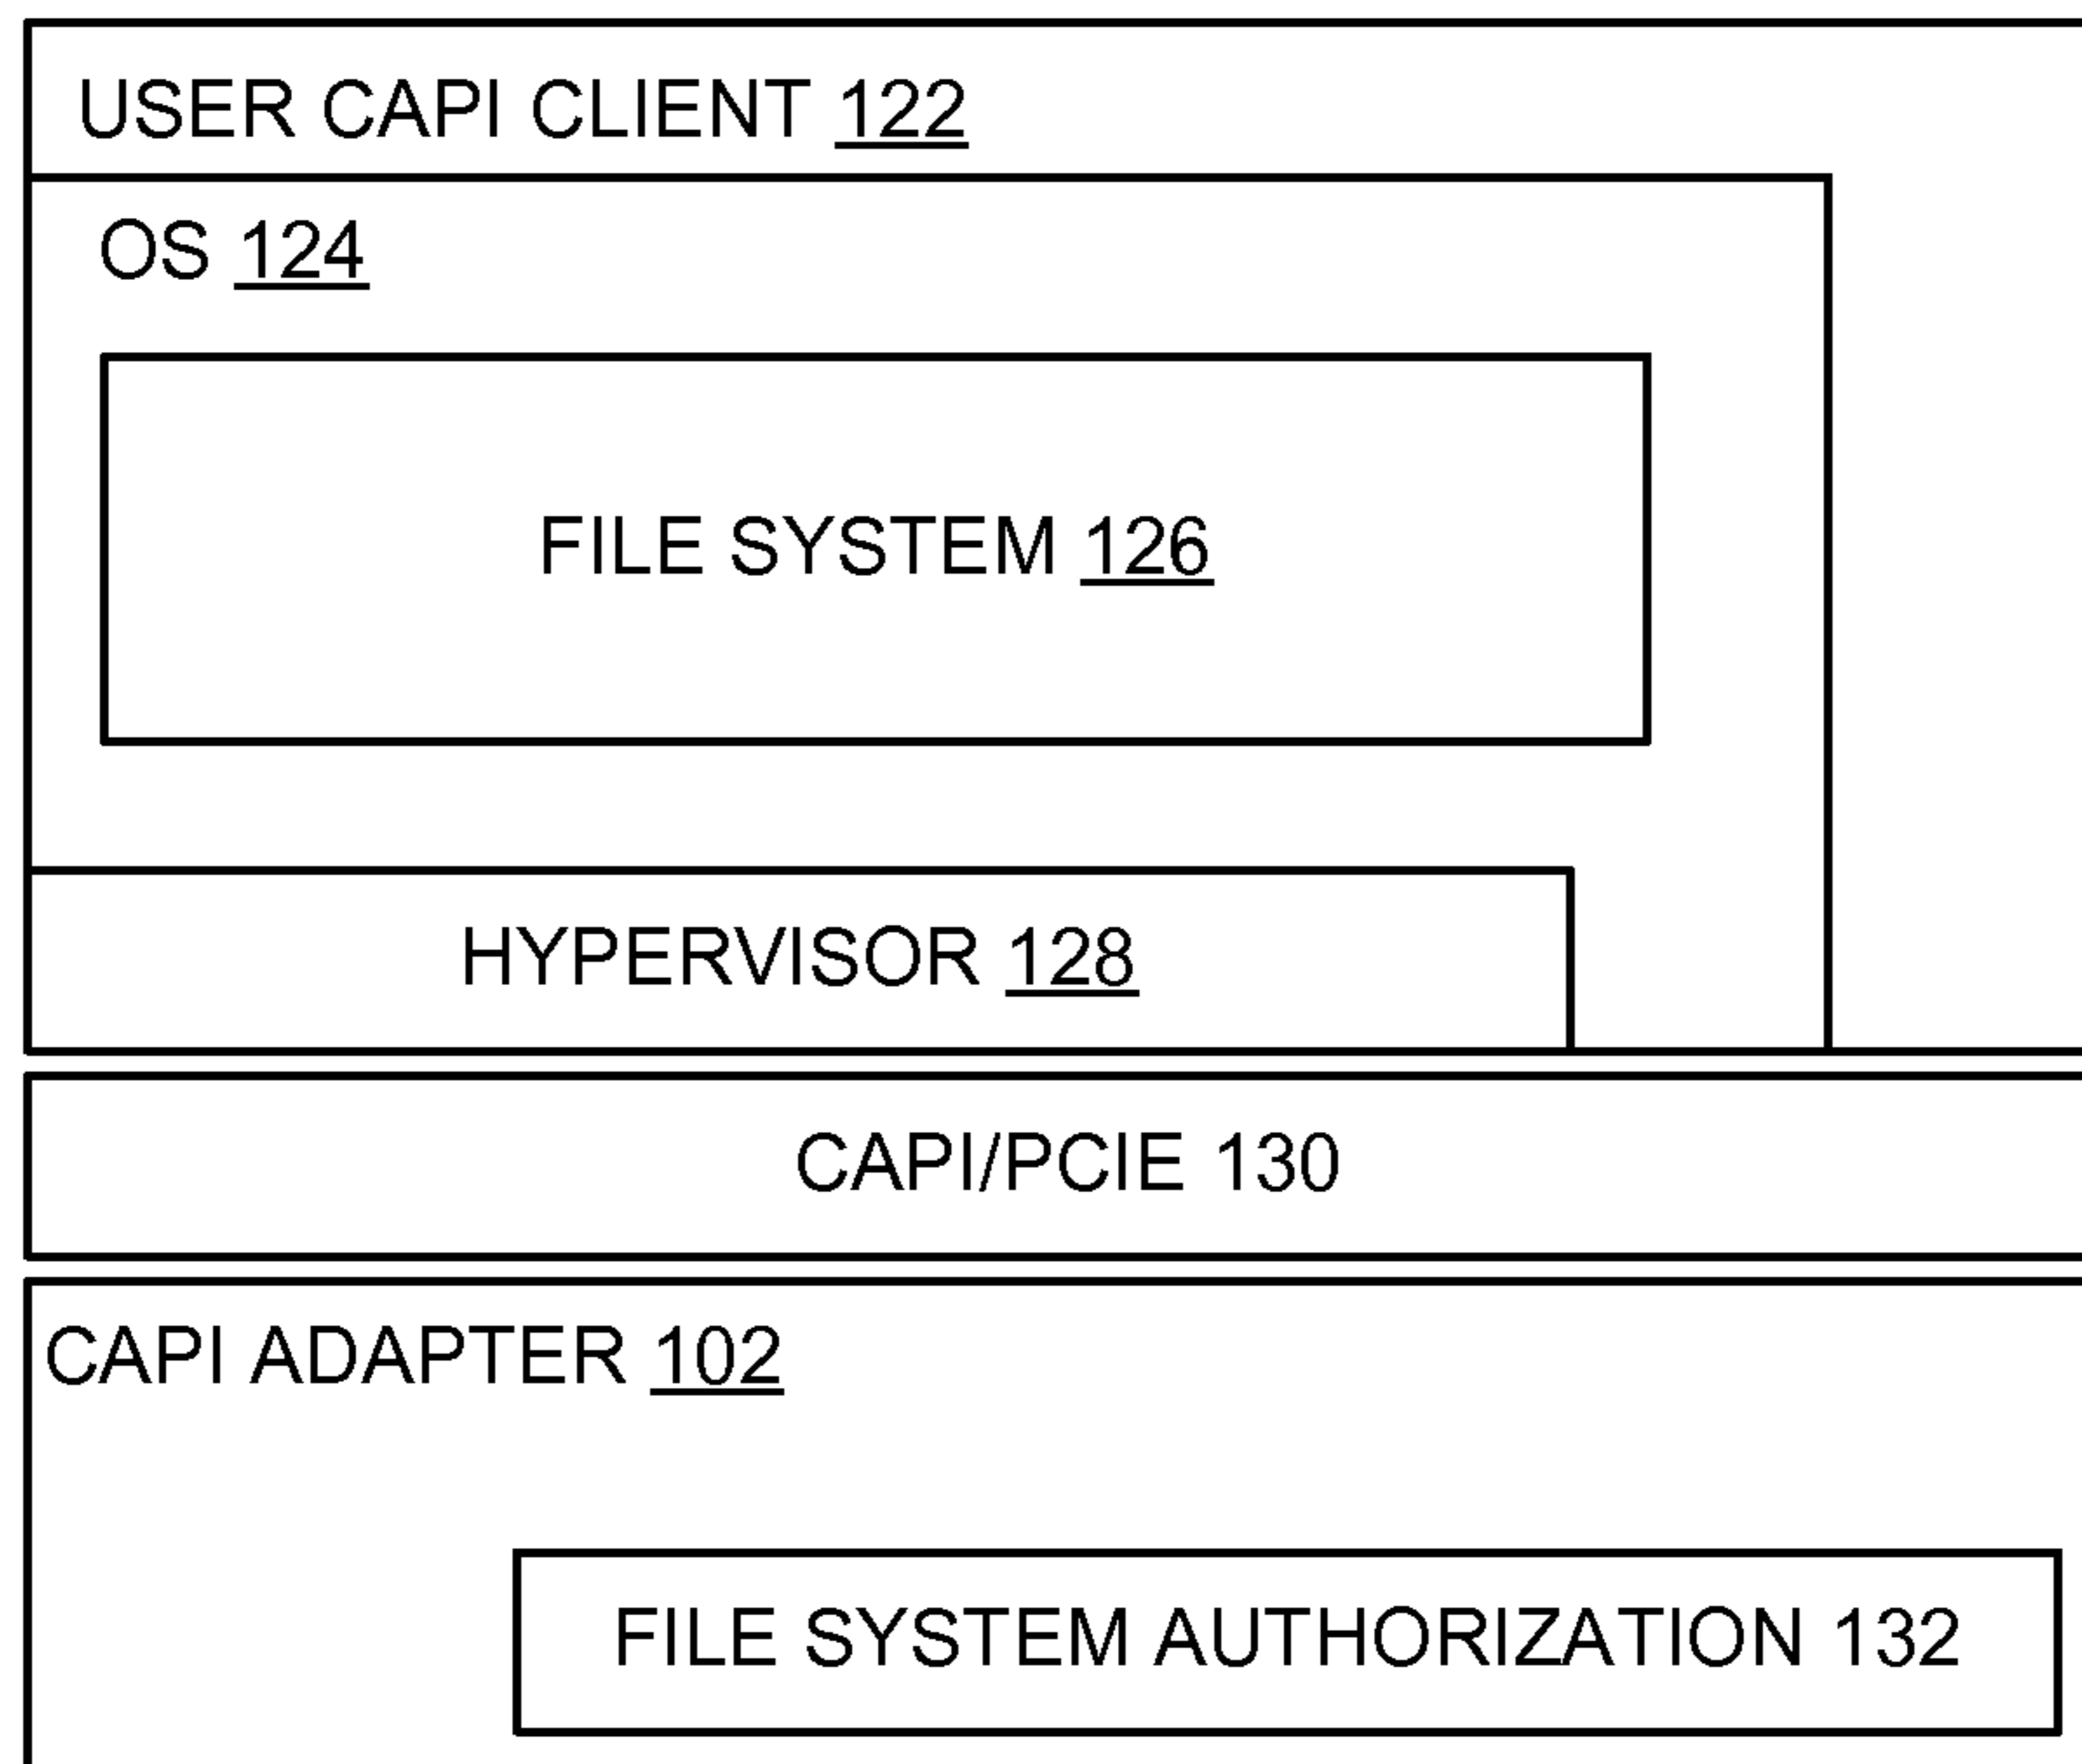 USER CAPI CLIENT 122
OS 124
FILE SYSTEM 126
HYPERVISOR 128
CAPI/PCIE 130
CAPI ADAPTER 102
FILE SYSTEM AUTHORIZATION 132